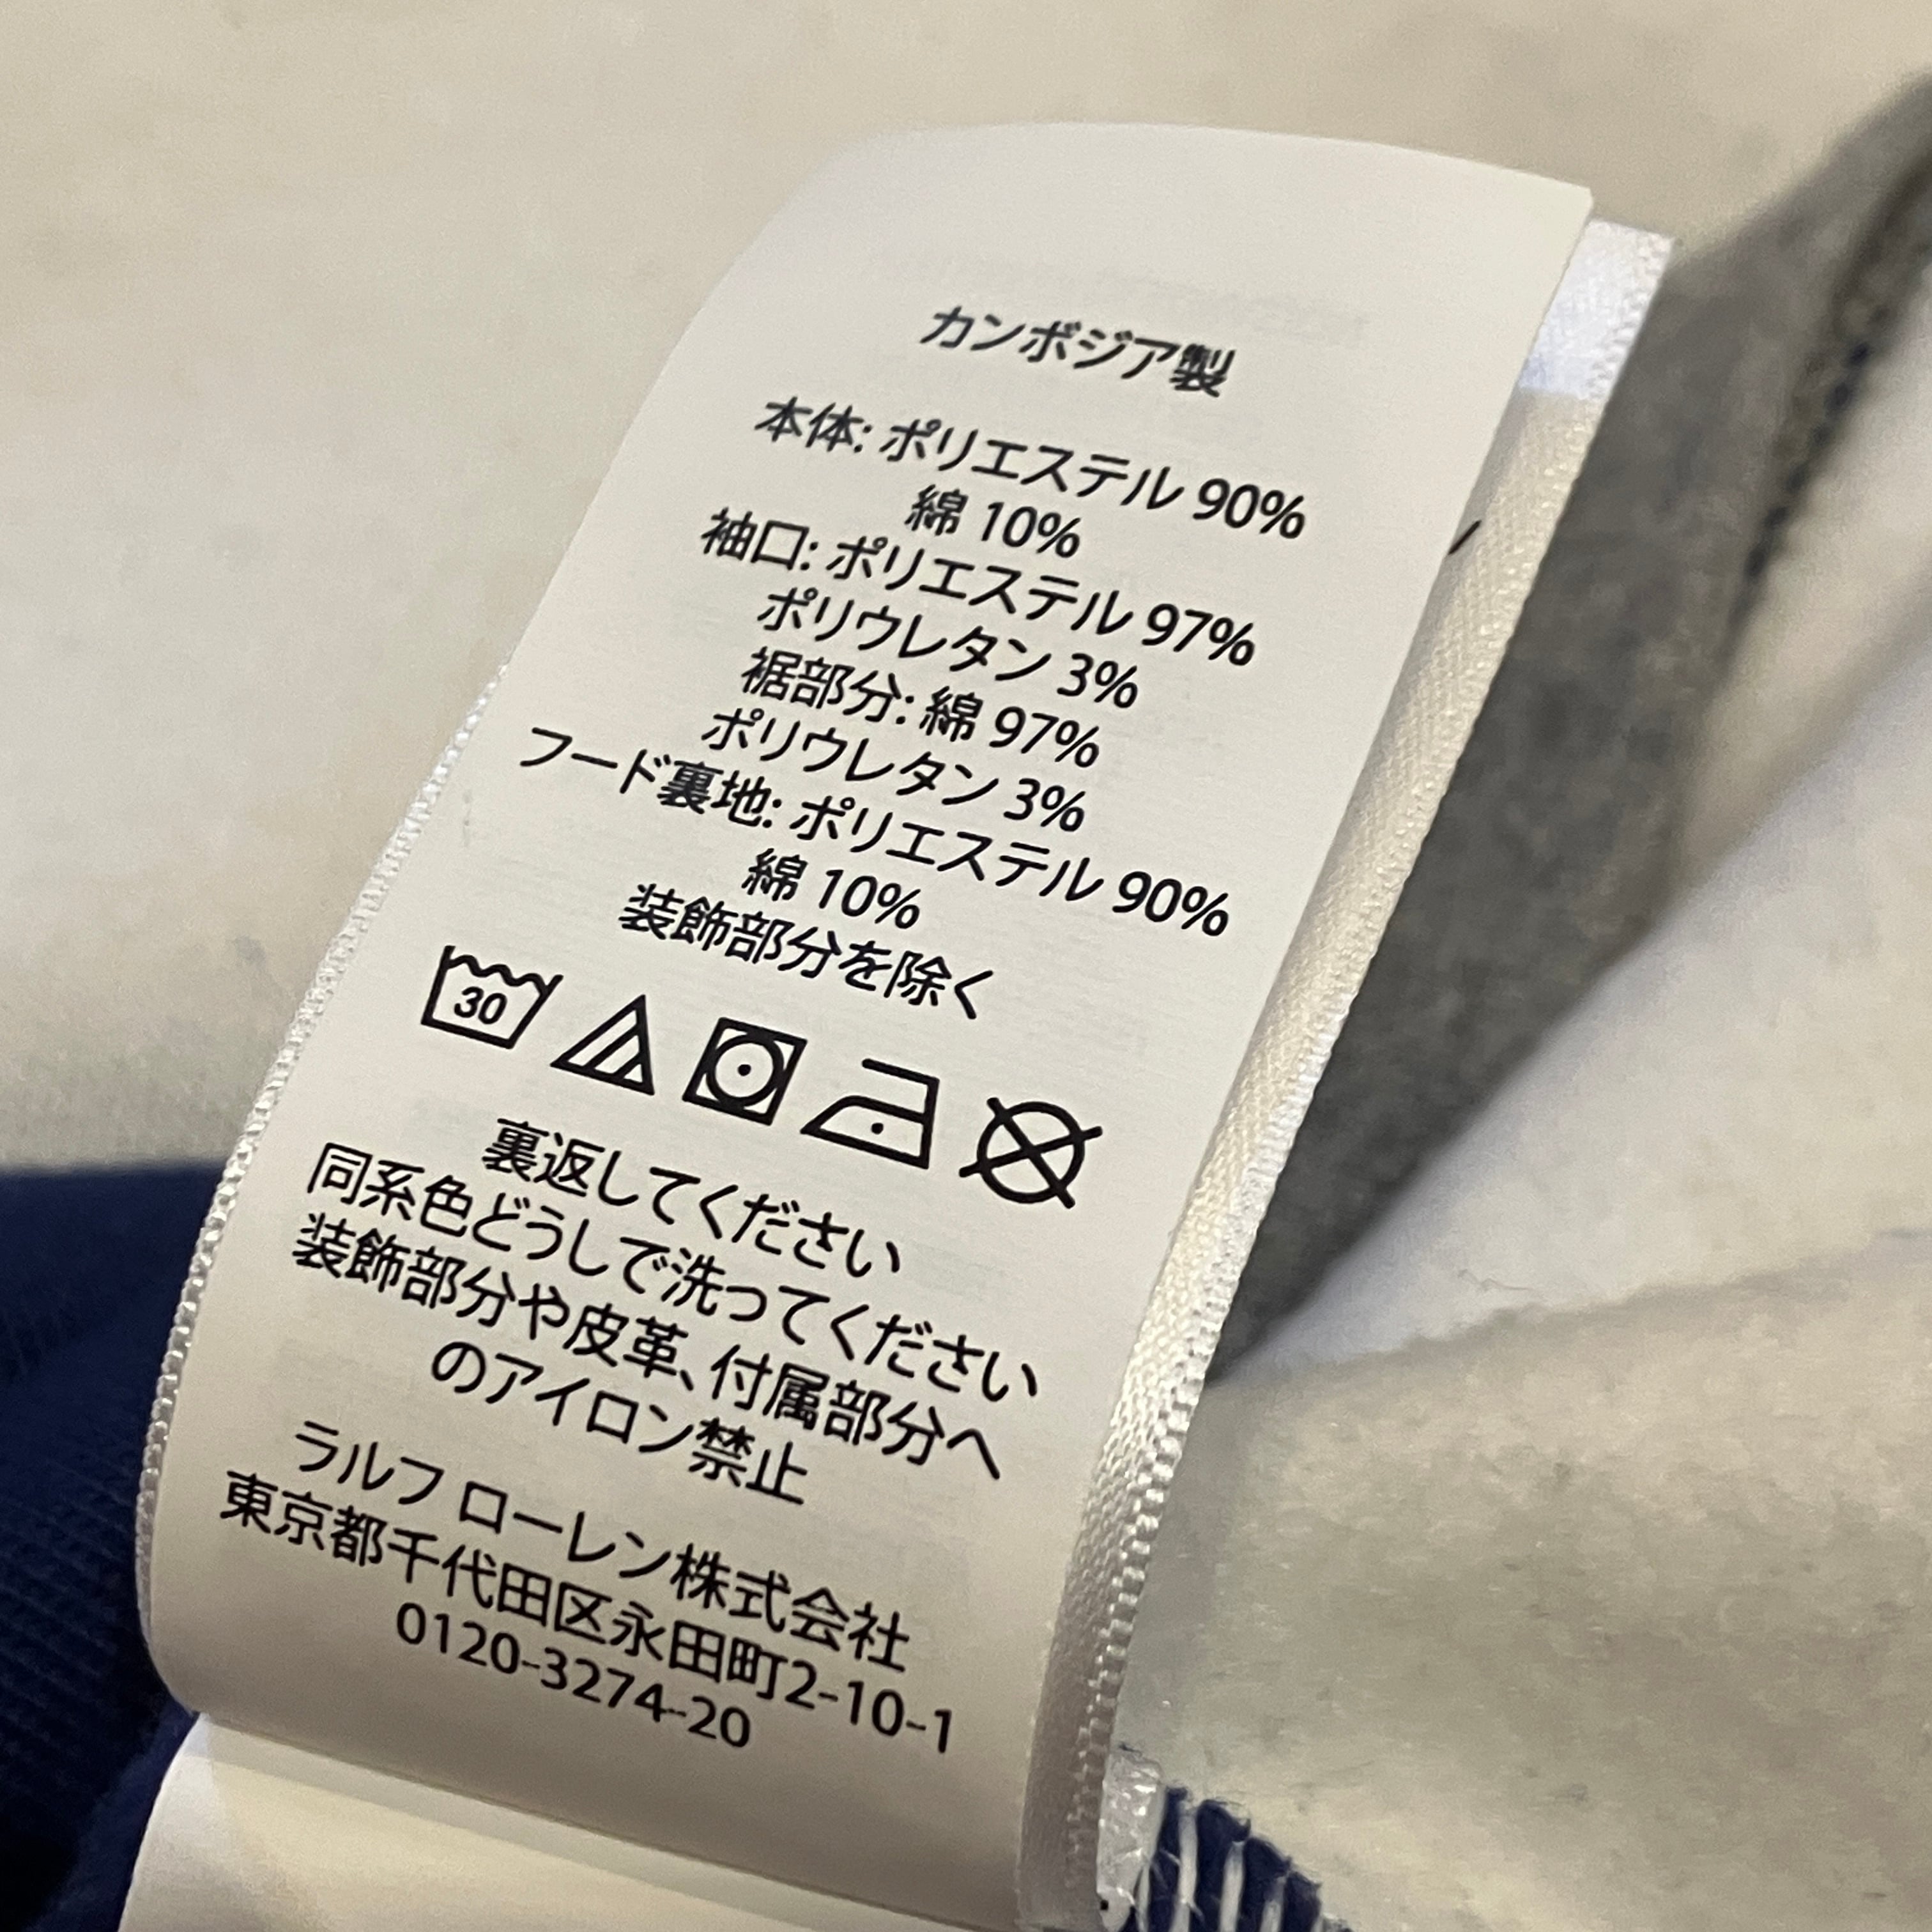 カンボジア製
本体: ポリエステル 90%
綿 10%
袖口: ポリエステル 97%
ポリウレタン 3%
裾部分: 綿 97%
ポリウレタン 3%
フード裏地: ポリエステル 90%
綿 10%
装飾部分を除く
30
裏返してください
同系色どうしで洗ってください
装飾部分や皮革、付属部分へ
のアイロン禁止
ラルフ ローレン株式会社
東京都千代田区永田町2-10-1
0120-3274-20